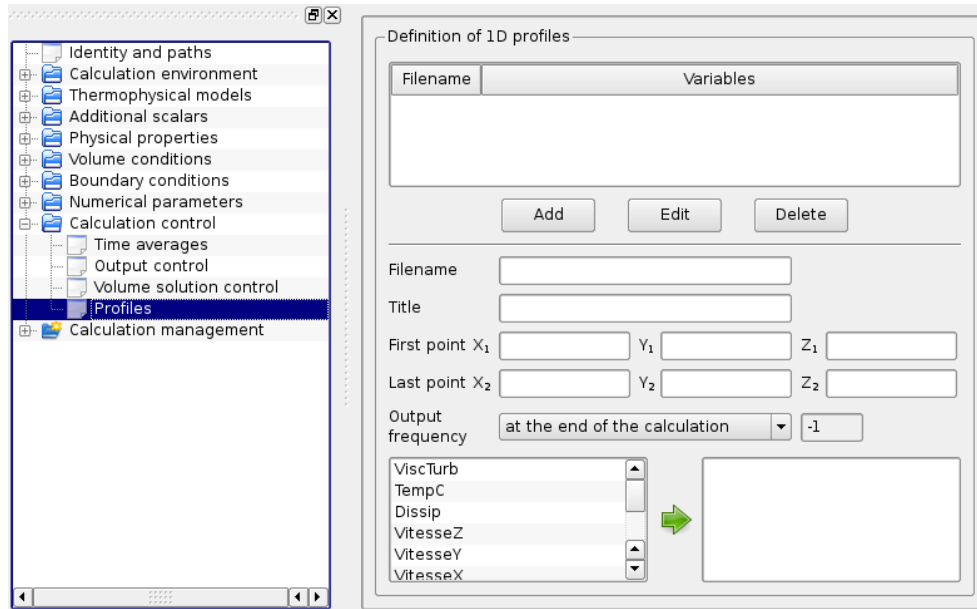 Identity and paths
Calculation environment
Thermophysical models
Additional scalars
Physical properties
Volume conditions
Boundary conditions
Numerical parameters
Calculation control
Time averages
Output control
Volume solution control
Profiles
Calculation management
Definition of 1D profiles
Filename Variables
Add Edit Delete
Filename
Title
First point X₁ Y₁ Z₁
Last point X₂ Y₂ Z₂
Output
frequency at the end of the calculation -1
ViscTurb
TempC
Dissip
VitesseZ
VitesseY
VitesseX